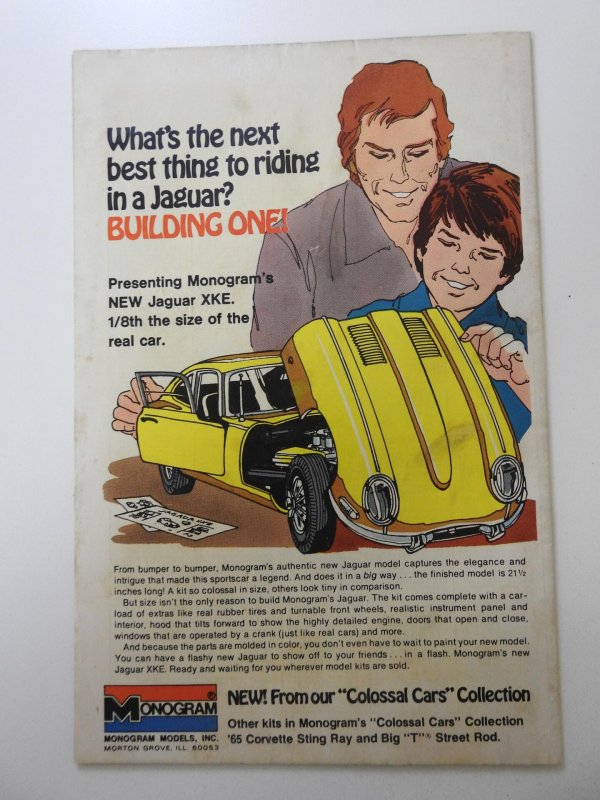 What's the next
best thing to riding
in a Jaguar?
BUILDING ONE!
Presenting Monogram's
NEW Jaguar XKE.
1/8th the size of the
real car.
JAGUAR XKE
From bumper to bumper, Monogram's authentic new Jaguar model captures the elegance and
intrigue that made this sportscar a legend. And does it in a big way . . . the finished model is 21½
inches long! A kit so colossal in size, others look tiny in comparison.
But size isn't the only reason to build Monogram's Jaguar. The kit comes complete with a car-
load of extras like real rubber tires and turnable front wheels, realistic instrument panel and
interior, hood that tilts forward to show the highly detailed engine, doors that open and close,
windows that are operated by a crank (just like real cars) and more.
And because the parts are molded in color, you don't even have to wait to paint your new model.
You can have a flashy new Jaguar to show off to your friends . . . in a flash. Monogram's new
Jaguar XKE. Ready and waiting for you wherever model kits are sold.
MONOGRAM®
MONOGRAM MODELS, INC.
MORTON GROVE, ILL. 60053
NEW! From our "Colossal Cars" Collection
Other kits in Monogram's "Colossal Cars" Collection
'65 Corvette Sting Ray and Big "T"® Street Rod.